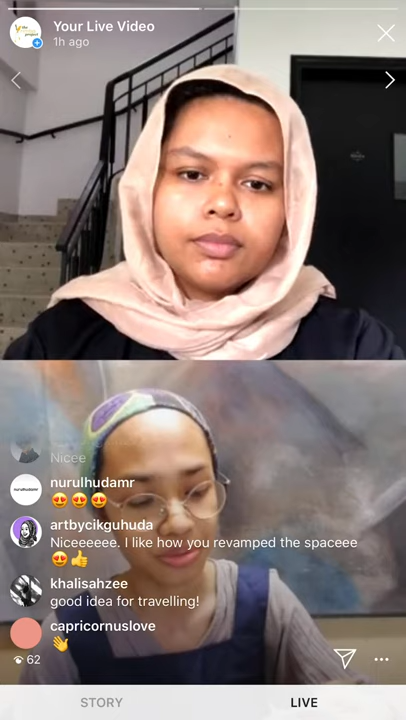 Your Live Video
1h ago
Nicee
nurulhudamr
😍😍😍
artbycikguhuda
Niceeeeee. I like how you revamped the spaceee
😍👍
khalisahzee
good idea for travelling!
capricornuslove
👋
62
STORY
LIVE